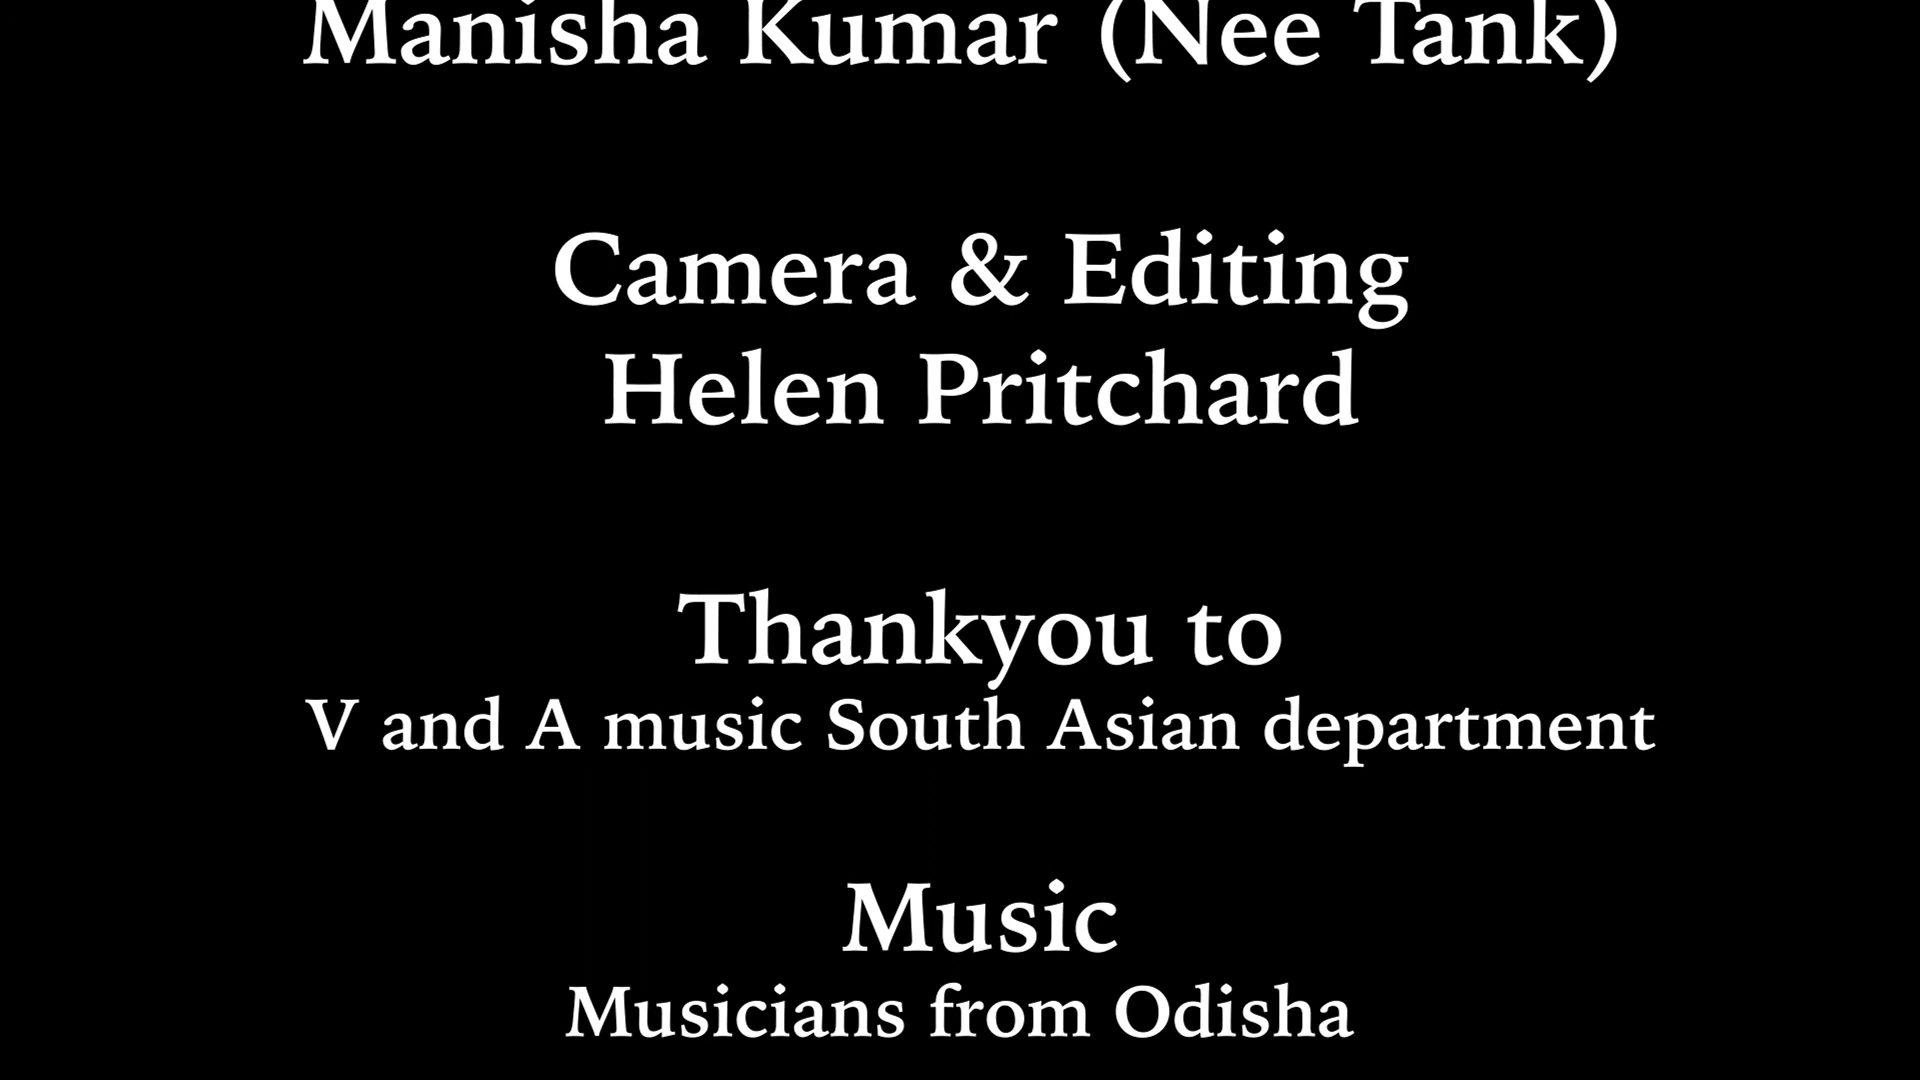 Manisha Kumar (Nee Tank)
Camera & Editing
Helen Pritchard
Thankyou to
V and A music South Asian department
Music
Musicians from Odisha